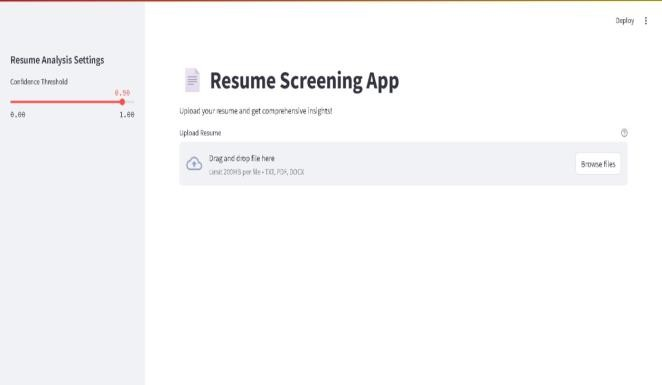 Deploy
Resume Analysis Settings
Confidence Threshold
0.90
0.00 1.00
Resume Screening App
Upload your resume and get comprehensive insights!
Upload Resume
Drag and drop file here
Limit 200MB per file • TXT, PDF, DOCX
Browse files